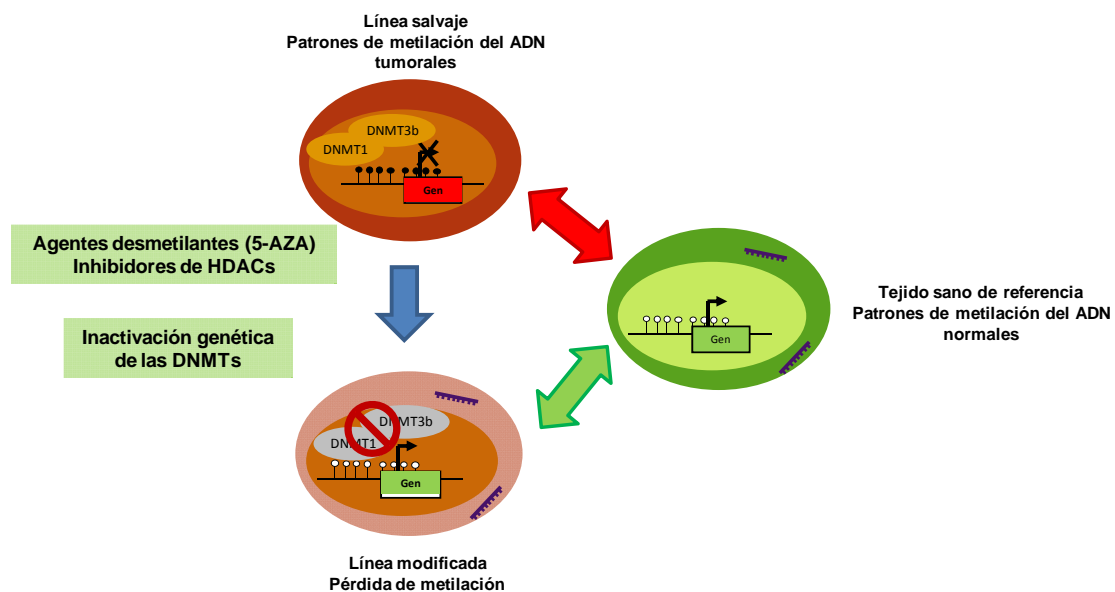 Línea salvaje
Patrones de metilación del ADN
tumorales
DNMT3b
DNMT1
Gen
Agentes desmetilantes (5-AZA)
Inhibidores de HDACs
Inactivación genética
de las DNMTs
Gen
Tejido sano de referencia
Patrones de metilación del ADN
normales
DNMT3b
DNMT1
Gen
Línea modificada
Pérdida de metilación